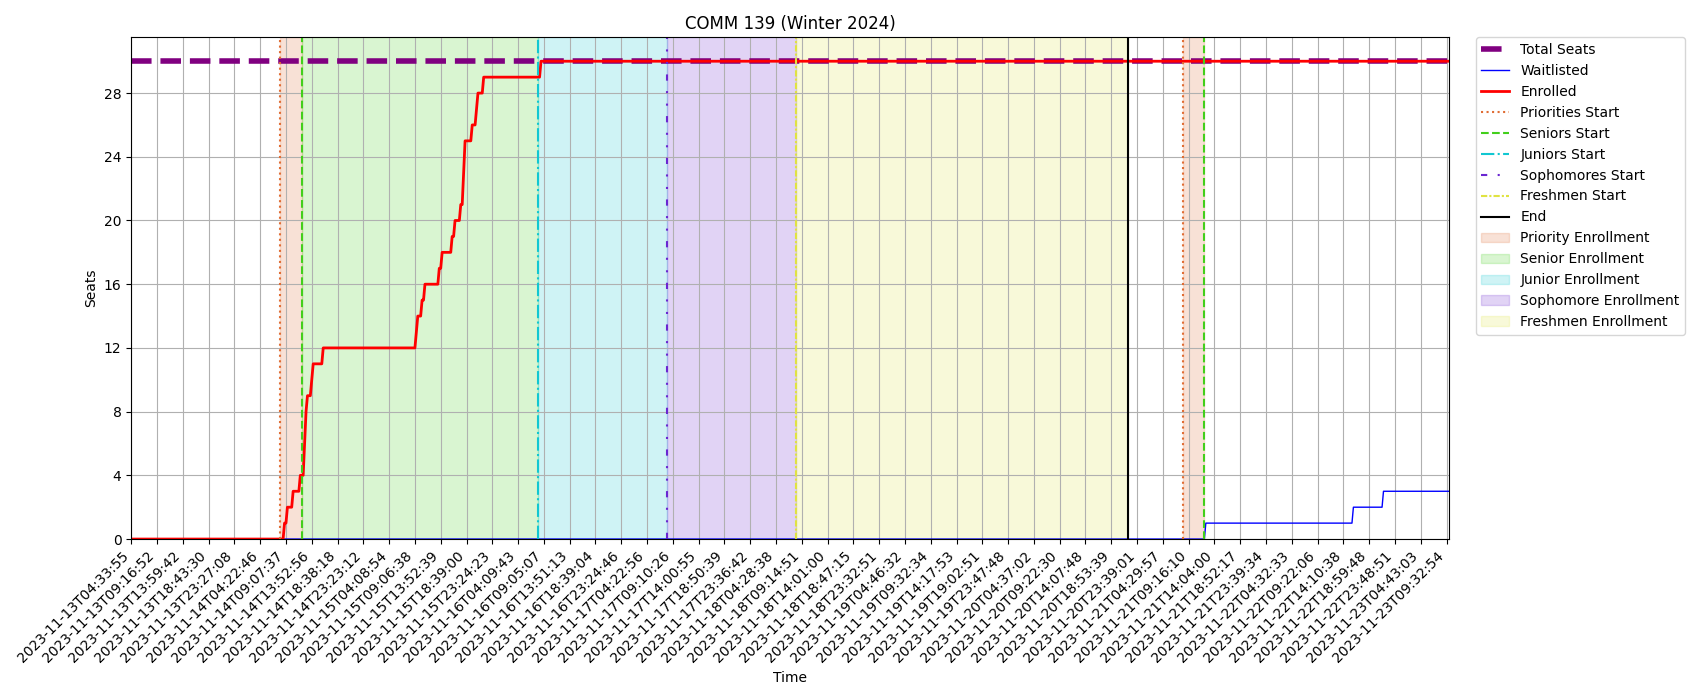 COMM 139 (Winter 2024)
Seats
28
24
20
16
12
8
4
0
2023-11-13T04:33:55
2023-11-13T09:16:52
2023-11-13T13:59:42
2023-11-13T18:43:30
2023-11-13T23:27:08
2023-11-14T04:22:46
2023-11-14T09:07:37
2023-11-14T13:52:56
2023-11-14T18:38:18
2023-11-14T23:23:12
2023-11-15T04:08:54
2023-11-15T09:06:38
2023-11-15T13:52:39
2023-11-15T18:39:00
2023-11-15T23:24:23
2023-11-16T04:09:43
2023-11-16T09:05:07
2023-11-16T13:51:13
2023-11-16T18:39:04
2023-11-16T23:24:46
2023-11-17T04:22:56
2023-11-17T09:10:26
2023-11-17T14:00:55
2023-11-17T18:50:39
2023-11-17T23:36:42
2023-11-18T04:28:38
2023-11-18T09:14:51
2023-11-18T14:01:00
2023-11-18T18:47:15
2023-11-18T23:32:51
2023-11-19T04:46:32
2023-11-19T09:32:34
2023-11-19T14:17:53
2023-11-19T19:02:51
2023-11-19T23:47:48
2023-11-20T04:37:02
2023-11-20T09:22:30
2023-11-20T14:07:48
2023-11-20T18:53:39
2023-11-20T23:39:01
2023-11-21T04:29:57
2023-11-21T09:16:10
2023-11-21T14:04:00
2023-11-21T18:52:17
2023-11-21T23:39:34
2023-11-22T04:32:33
2023-11-22T09:22:06
2023-11-22T14:10:38
2023-11-22T18:59:48
2023-11-22T23:48:51
2023-11-23T04:43:03
2023-11-23T09:32:54
Time
Total Seats
Waitlisted
Enrolled
Priorities Start
Seniors Start
Juniors Start
Sophomores Start
Freshmen Start
End
Priority Enrollment
Senior Enrollment
Junior Enrollment
Sophomore Enrollment
Freshmen Enrollment